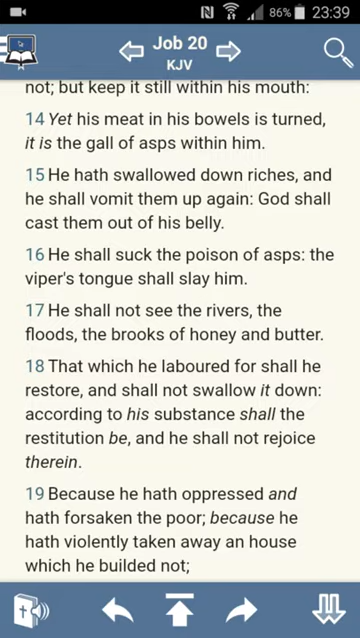 86% 23:39
Job 20
KJV
not; but keep it still within his mouth:
14 Yet his meat in his bowels is turned,
it is the gall of asps within him.
15 He hath swallowed down riches, and
he shall vomit them up again: God shall
cast them out of his belly.
16 He shall suck the poison of asps: the
viper's tongue shall slay him.
17 He shall not see the rivers, the
floods, the brooks of honey and butter.
18 That which he laboured for shall he
restore, and shall not swallow it down:
according to his substance shall the
restitution be, and he shall not rejoice
therein.
19 Because he hath oppressed and
hath forsaken the poor; because he
hath violently taken away an house
which he builded not;